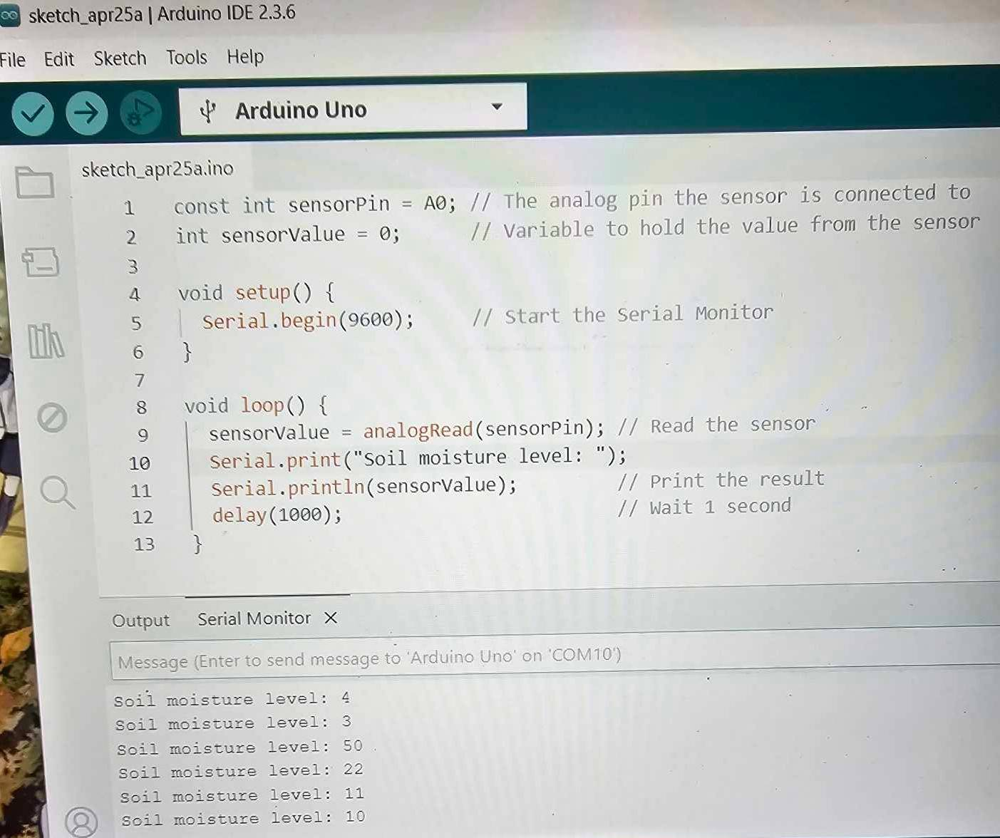 sketch_apr25a | Arduino IDE 2.3.6
File Edit Sketch Tools Help
Arduino Uno
sketch_apr25a.ino
1 const int sensorPin = A0; // The analog pin the sensor is connected to
2 int sensorValue = 0; // Variable to hold the value from the sensor
3
4 void setup() {
5 Serial.begin(9600); // Start the Serial Monitor
6 }
7
8 void loop() {
9 sensorValue = analogRead(sensorPin); // Read the sensor
10 Serial.print("Soil moisture level: ");
11 Serial.println(sensorValue); // Print the result
12 delay(1000); // Wait 1 second
13 }
Output Serial Monitor X
Message (Enter to send message to 'Arduino Uno' on 'COM10')
Soil moisture level: 4
Soil moisture level: 3
Soil moisture level: 50
Soil moisture level: 22
Soil moisture level: 11
Soil moisture level: 10